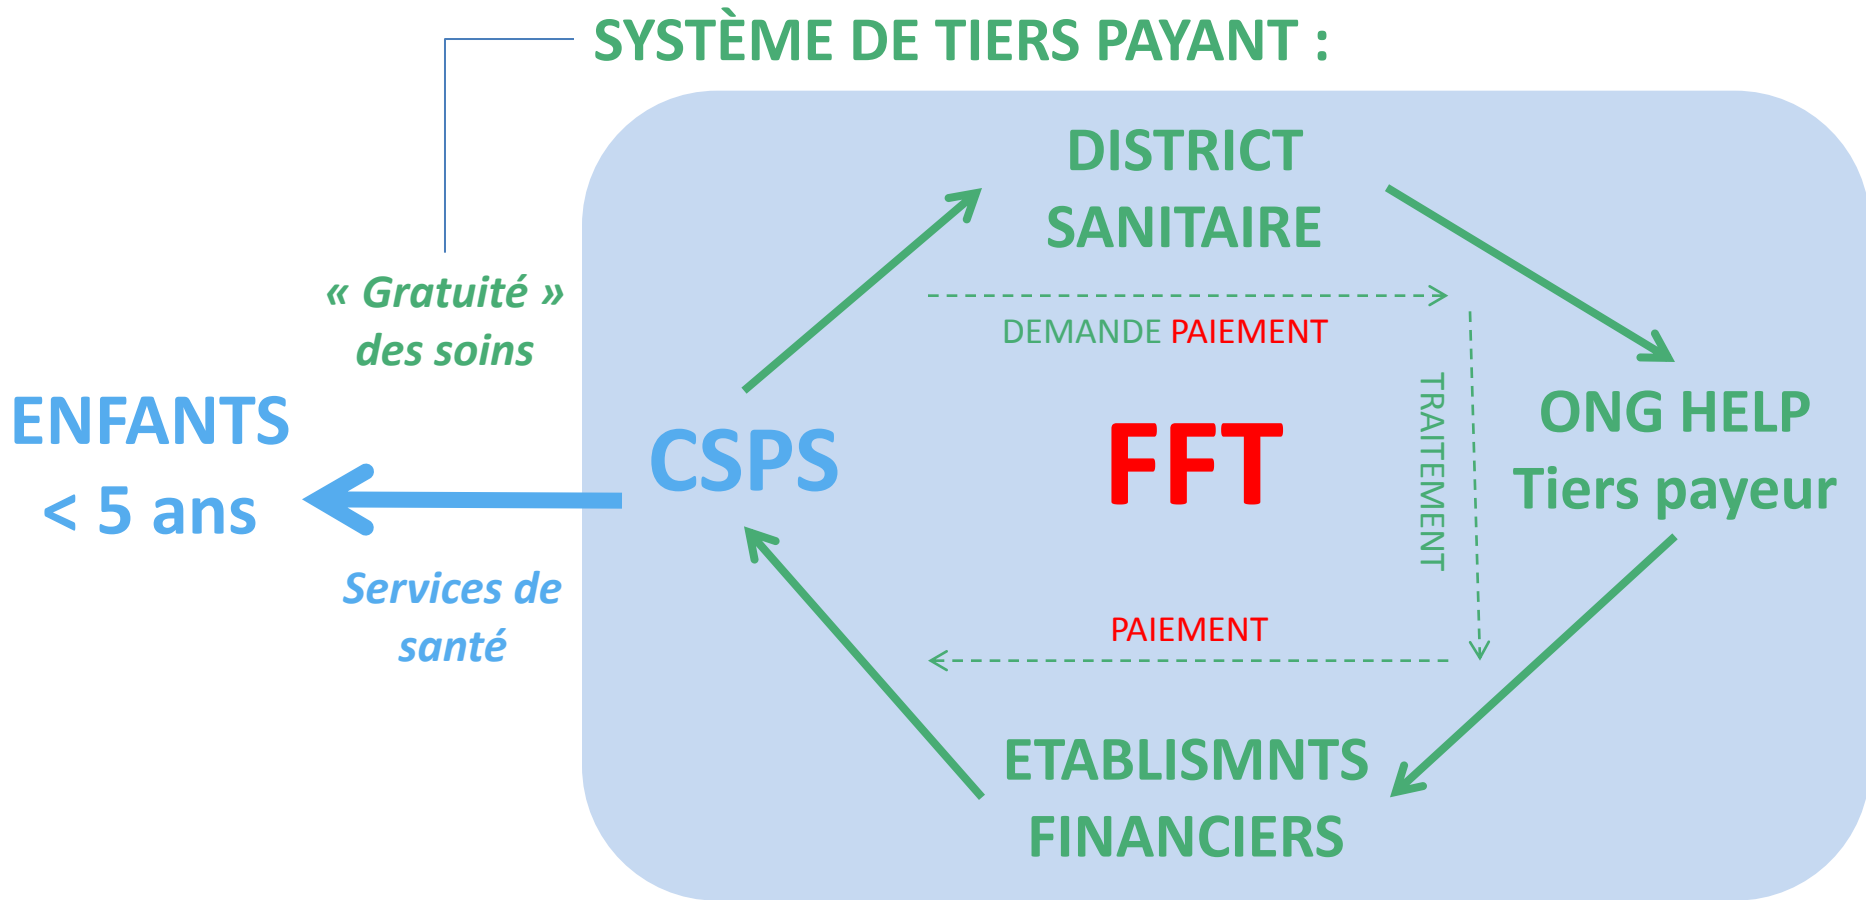 SYSTÈME DE TIERS PAYANT :
DISTRICT
SANITAIRE
« Gratuité »
des soins
DEMANDE PAIEMENT
TRAITEMENT
ENFANTS
< 5 ans
CSPS
FFT
ONG HELP
Tiers payeur
Services de
santé
PAIEMENT
ETABLISMNTS
FINANCIERS